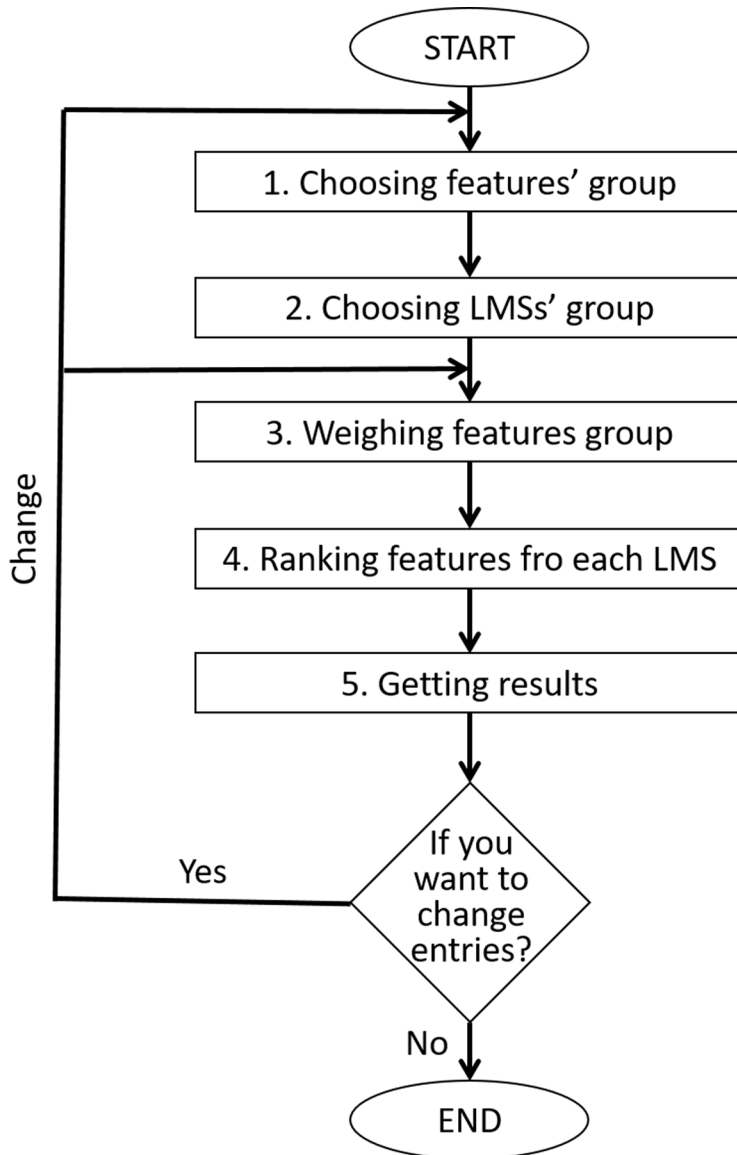 START
1. Choosing features’ group
2. Choosing LMSs’ group
3. Weighing features group
4. Ranking features fro each LMS
5. Getting results
Change
If you
want to
change
entries?
Yes
No
END